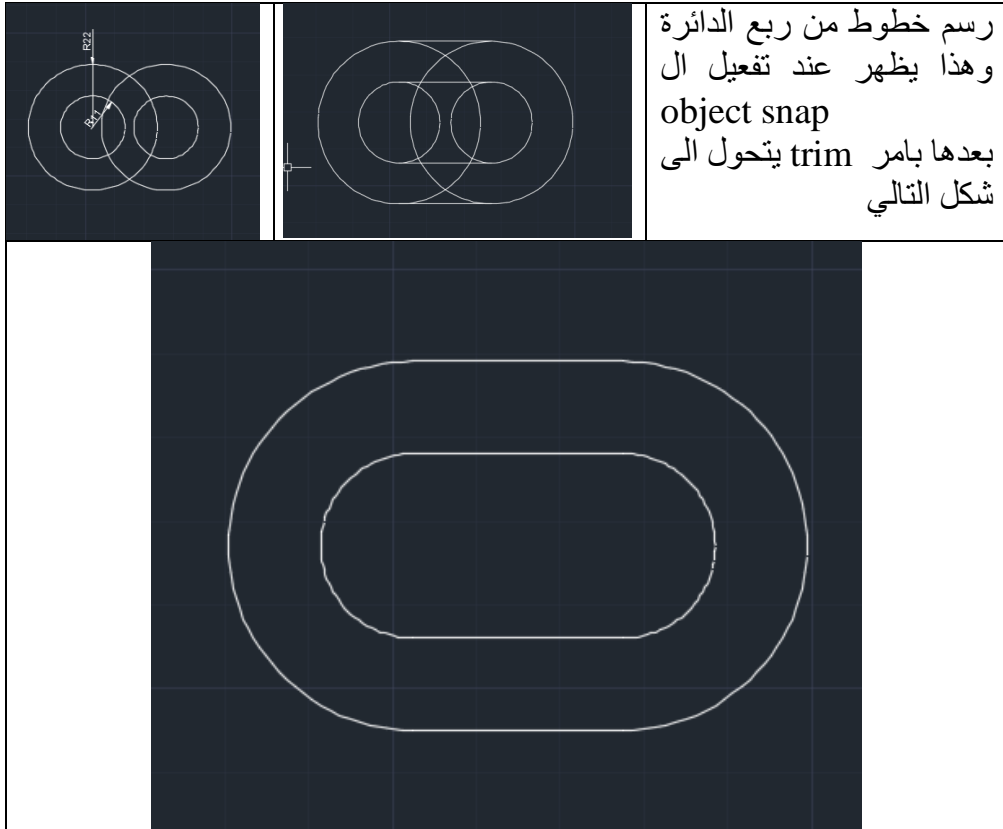 رسم خطوط من ربع الدائرة
وهذا يظهر عند تفعيل ال
object snap
بعدها بامر trim يتحول الى
شكل التالي
R22
R11